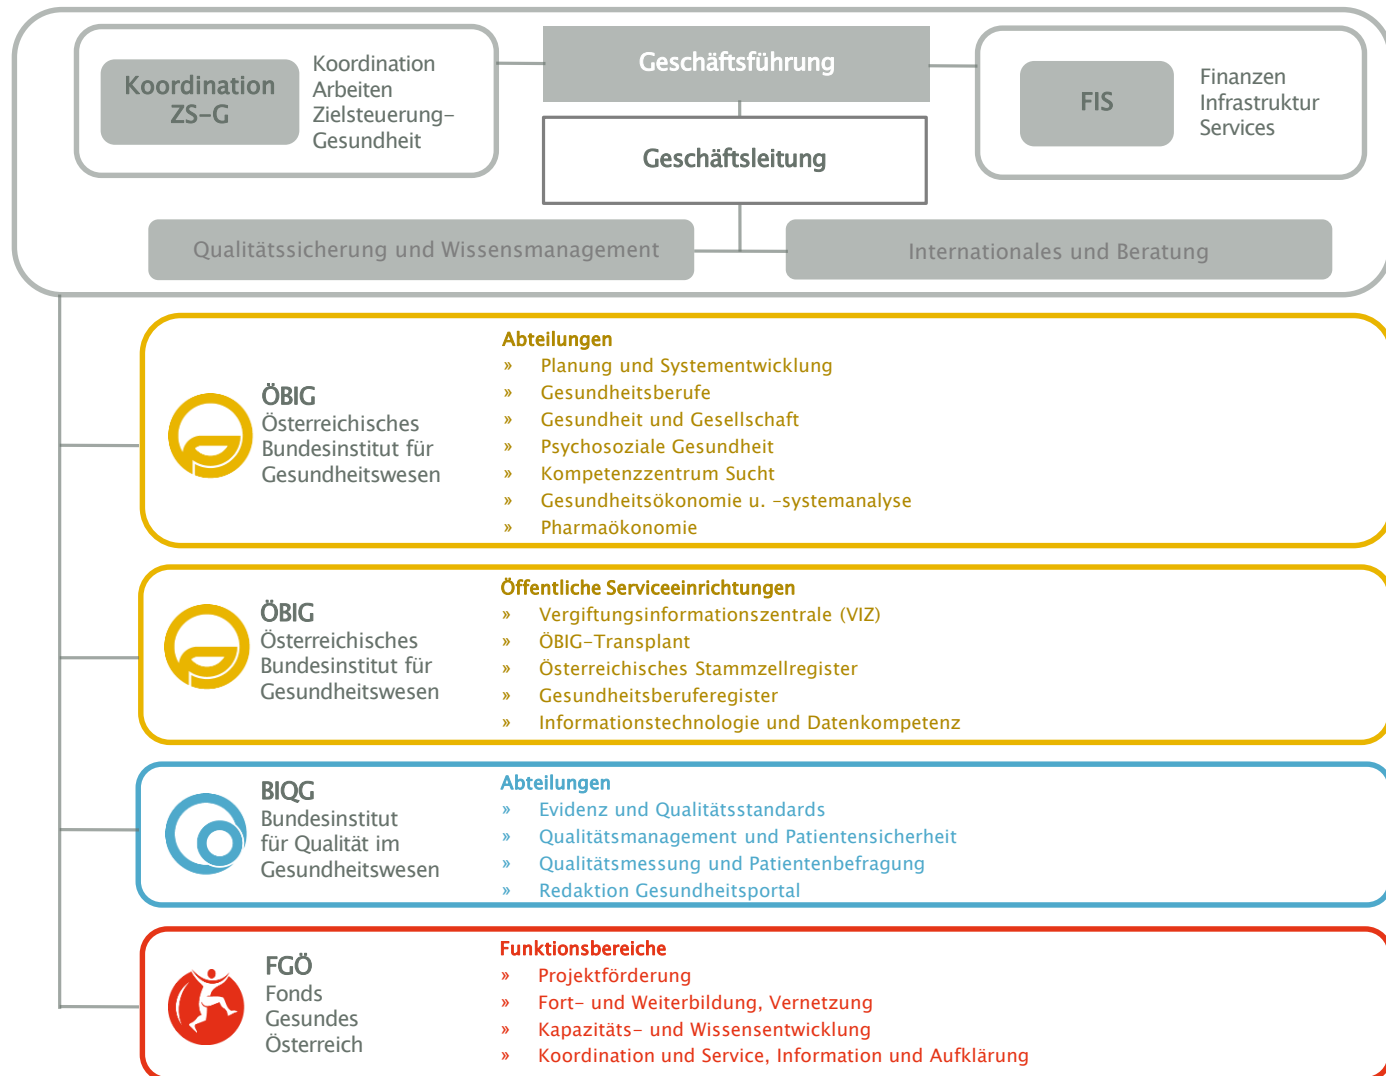 Koordination
ZS-G
Koordination
Arbeiten
Zielsteuerung-
Gesundheit
Geschäftsführung
FIS
Finanzen
Infrastruktur
Services
Geschäftsleitung
Qualitätssicherung und Wissensmanagement
Internationales und Beratung
ÖBIG
Österreichisches
Bundesinstitut für
Gesundheitswesen
Abteilungen
» Planung und Systementwicklung
» Gesundheitsberufe
» Gesundheit und Gesellschaft
» Psychosoziale Gesundheit
» Kompetenzzentrum Sucht
» Gesundheitsökonomie u. -systemanalyse
» Pharmaökonomie
ÖBIG
Österreichisches
Bundesinstitut für
Gesundheitswesen
Öffentliche Serviceeinrichtungen
» Vergiftungsinformationszentrale (VIZ)
» ÖBIG-Transplant
» Österreichisches Stammzellregister
» Gesundheitsberuferegister
» Informationstechnologie und Datenkompetenz
BIQG
Bundesinstitut
für Qualität im
Gesundheitswesen
Abteilungen
» Evidenz und Qualitätsstandards
» Qualitätsmanagement und Patientensicherheit
» Qualitätsmessung und Patientenbefragung
» Redaktion Gesundheitsportal
FGÖ
Fonds
Gesundes
Österreich
Funktionsbereiche
» Projektförderung
» Fort- und Weiterbildung, Vernetzung
» Kapazitäts- und Wissensentwicklung
» Koordination und Service, Information und Aufklärung